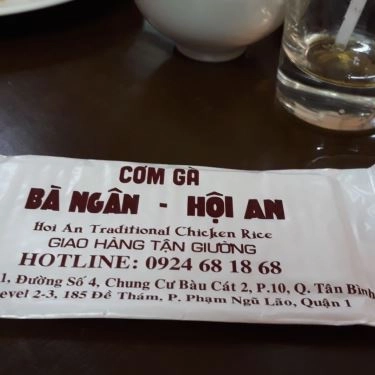 CƠM GÀ
BÀ NGÂN - HỘI AN
Hoi An Traditional Chicken Rice
GIAO HÀNG TẬN GIƯỜNG
HOTLINE: 0924 68 18 68
1, Đường Số 4, Chung Cư Bàu Cát 2, P.10, Q. Tân Bình
Level 2-3, 185 Đề Thám, P. Phạm Ngũ Lão, Quận 1